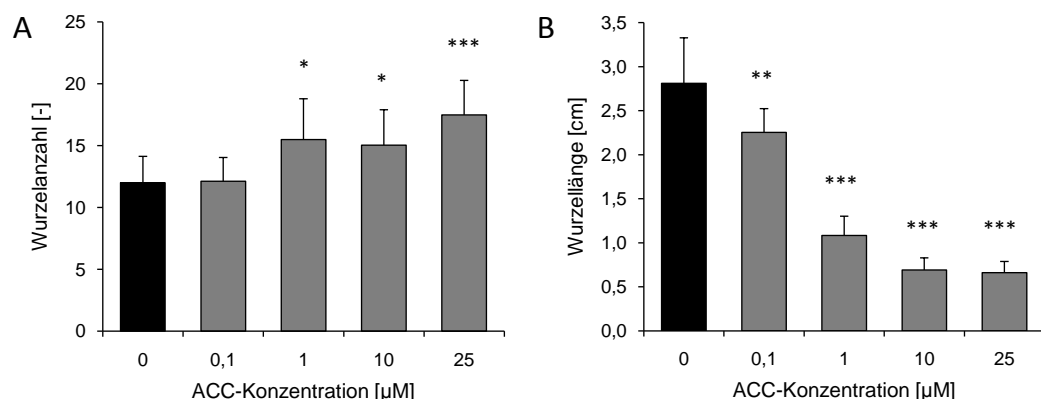 A
Wurzelanzahl [-]
25
20
15
10
5
0
* * ***
0 0,1 1 10 25
ACC-Konzentration [µM]
B
Wurzellänge [cm]
3,5
3,0
2,5
2,0
1,5
1,0
0,5
0,0
**
***
*** ***
0 0,1 1 10 25
ACC-Konzentration [µM]